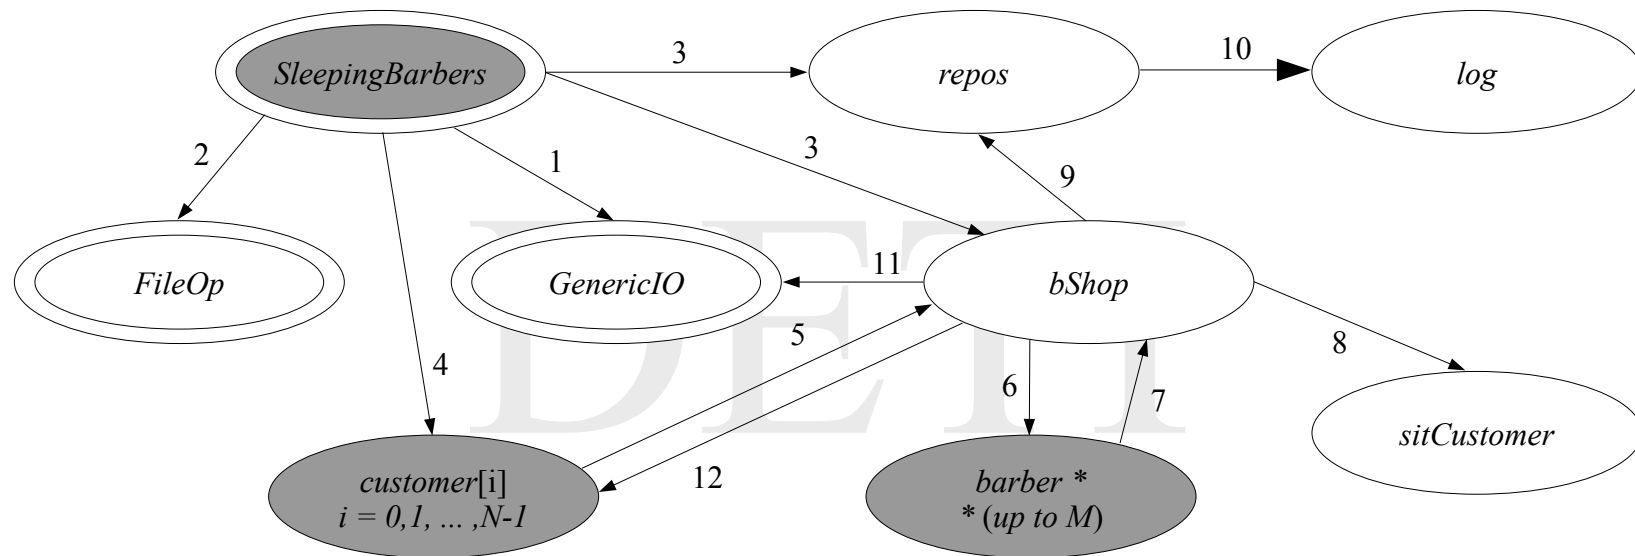 SleepingBarbers
3
repos
10
log
2
1
3
9
FileOp
GenericIO
11
bShop
5
8
4
6
7
sitCustomer
12
customer[i]
i = 0,1, ... ,N-1
barber *
* (up to M)
DETI